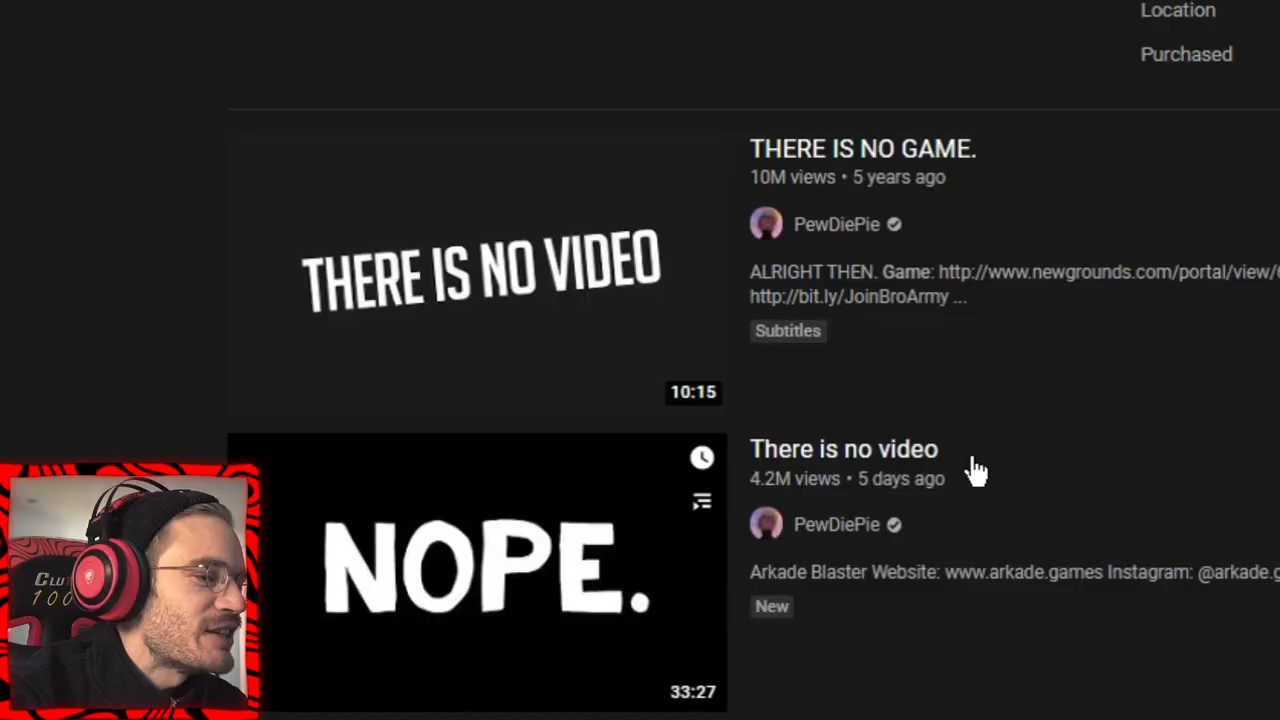 Location
Purchased
THERE IS NO VIDEO
10:15
THERE IS NO GAME.
10M views • 5 years ago
PewDiePie
ALRIGHT THEN. Game: http://www.newgrounds.com/portal/view/
http://bit.ly/JoinBroArmy ...
Subtitles
NOPE.
33:27
There is no video
4.2M views • 5 days ago
PewDiePie
Arkade Blaster Website: www.arkade.games Instagram: @arkade.g
New
CLU
100